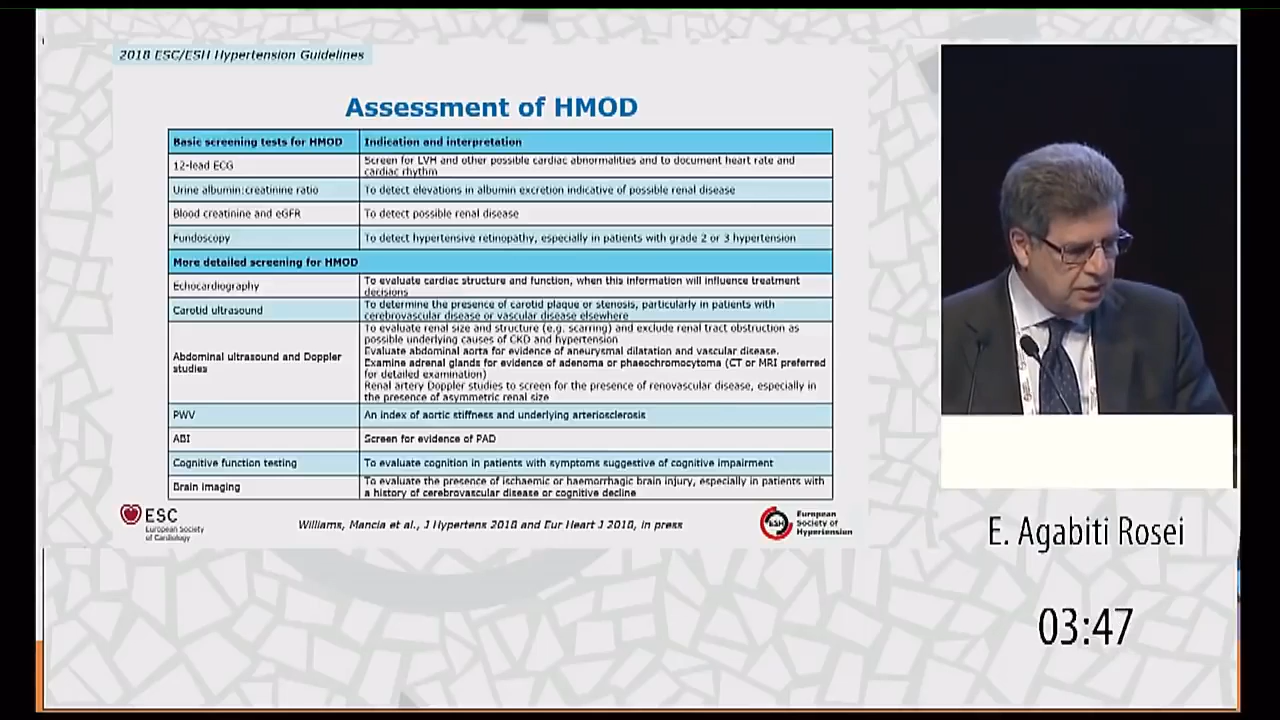 2018 ESC/ESH Hypertension Guidelines
Assessment of HMOD
Basic screening tests for HMOD
Indication and interpretation
12-lead ECG
Screen for LVH and other possible cardiac abnormalities and to document heart rate and
cardiac rhythm
Urine albumin:creatinine ratio
To detect elevations in albumin excretion indicative of possible renal disease
Blood creatinine and eGFR
To detect possible renal disease
Fundoscopy
To detect hypertensive retinopathy, especially in patients with grade 2 or 3 hypertension
More detailed screening for HMOD
Echocardiography
To evaluate cardiac structure and function, when this information will influence treatment
decisions
Carotid ultrasound
To determine the presence of carotid plaque or stenosis, particularly in patients with
cerebrovascular disease or vascular disease elsewhere
Abdominal ultrasound and Doppler
studies
To evaluate renal size and structure (e.g. scarring) and exclude renal tract obstruction as
possible underlying causes of CKD and hypertension
Evaluate abdominal aorta for evidence of aneurysmal dilatation and vascular disease.
Examine adrenal glands for evidence of adenoma or phaeochromocytoma (CT or MRI preferred
for detailed examination)
Renal artery Doppler studies to screen for the presence of renovascular disease, especially in
the presence of asymmetric renal size
PWV
An index of aortic stiffness and underlying arteriosclerosis
ABI
Screen for evidence of PAD
Cognitive function testing
To evaluate cognition in patients with symptoms suggestive of cognitive impairment
Brain imaging
To evaluate the presence of ischaemic or haemorrhagic brain injury, especially in patients with
a history of cerebrovascular disease or cognitive decline
ESC
European Society
of Cardiology
Williams, Mancia et al., J Hypertens 2018 and Eur Heart J 2018, in press
ESH
European
Society of
Hypertension
E. Agabiti Rosei
03:47